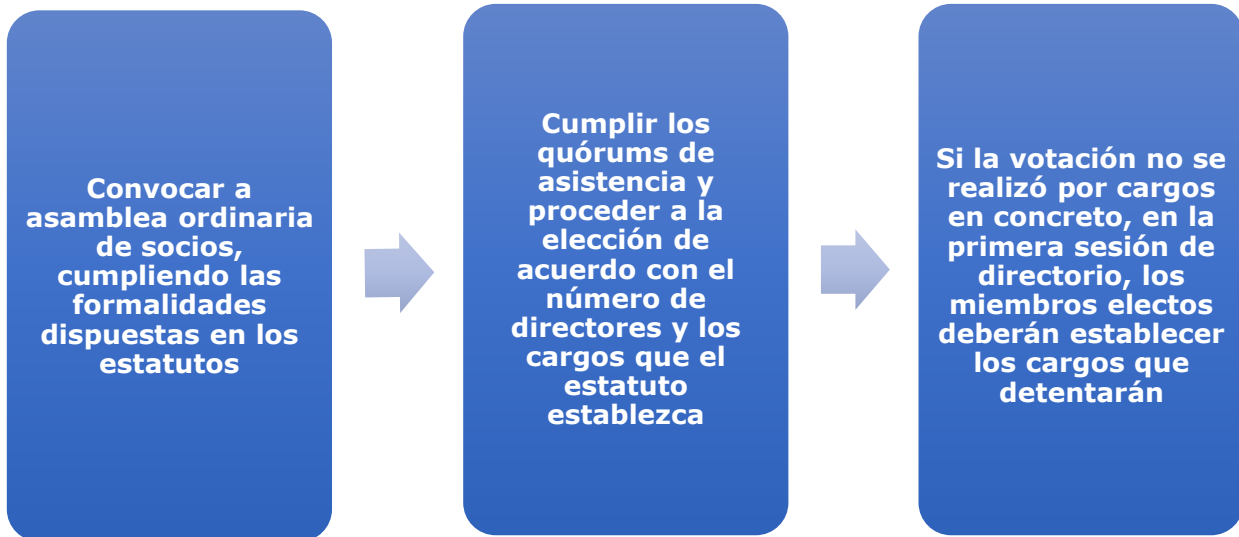 Convocar a
asamblea ordinaria
de socios,
cumpliendo las
formalidades
dispuestas en los
estatutos
Cumplir los
quórums de
asistencia y
proceder a la
elección de
acuerdo con el
número de
directores y los
cargos que el
estatuto
establezca
Si la votación no se
realizó por cargos
en concreto, en la
primera sesión de
directorio, los
miembros electos
deberán establecer
los cargos que
detentarán